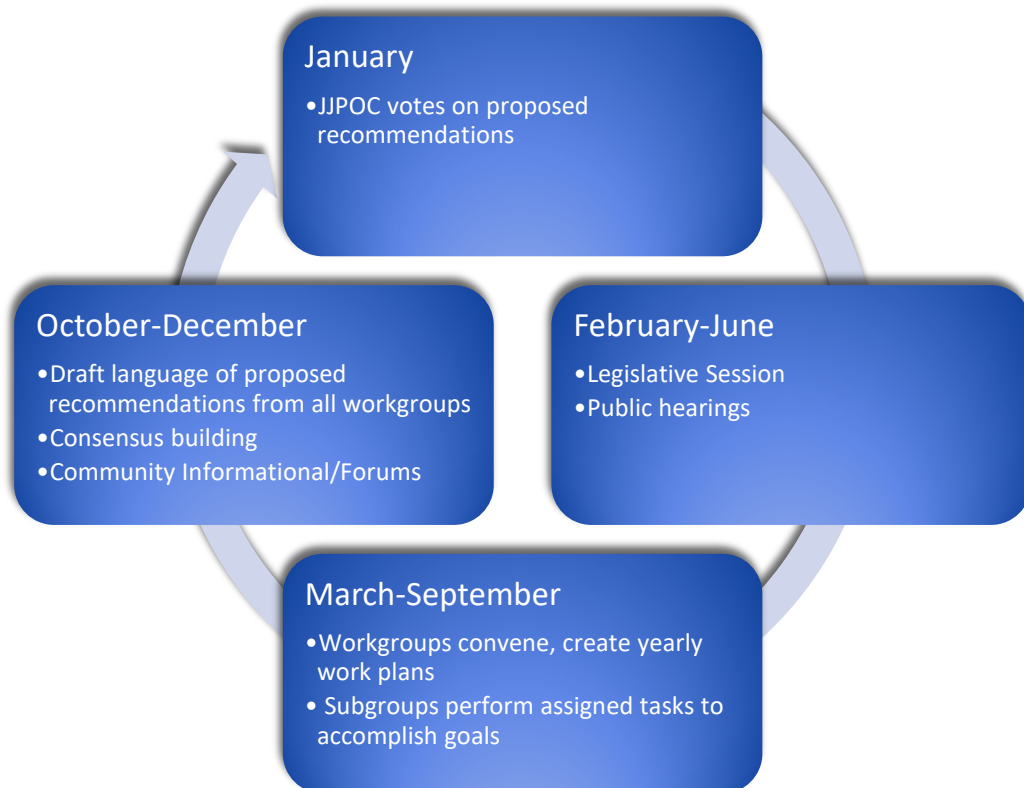 January
•JJPOC votes on proposed
recommendations
February-June
•Legislative Session
•Public hearings
March-September
•Workgroups convene, create yearly
work plans
• Subgroups perform assigned tasks to
accomplish goals
October-December
•Draft language of proposed
recommendations from all workgroups
•Consensus building
•Community Informational/Forums